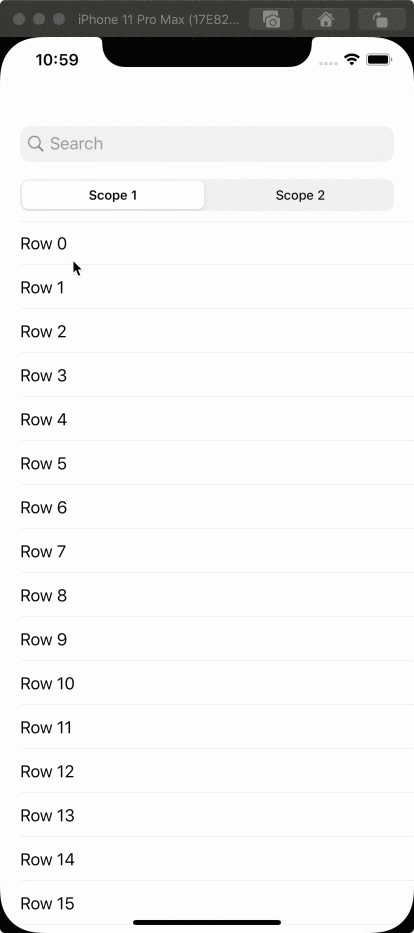 iPhone 11 Pro Max (17E82...
10:59
Search
Scope 1 Scope 2
Row 0
Row 1
Row 2
Row 3
Row 4
Row 5
Row 6
Row 7
Row 8
Row 9
Row 10
Row 11
Row 12
Row 13
Row 14
Row 15